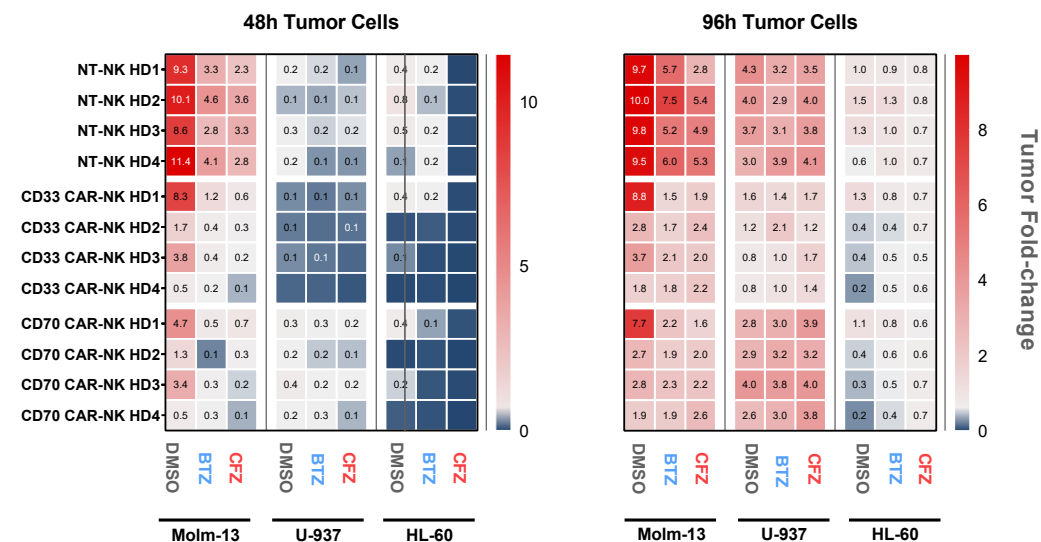 48h Tumor Cells 96h Tumor Cells
NT-NK HD1 9.3 3.3 2.3 0.2 0.2 0.1 0.4 0.2 9.7 5.7 2.8 4.3 3.2 3.5 1.0 0.9 0.8
NT-NK HD2 10.1 4.6 3.6 0.1 0.1 0.1 0.8 0.1 10 10.0 7.5 5.4 4.0 2.9 4.0 1.5 1.3 0.8
NT-NK HD3 8.6 2.8 3.3 0.3 0.2 0.2 0.5 0.2 9.8 5.2 4.9 3.7 3.1 3.8 1.3 1.0 0.7 8
NT-NK HD4 11.4 4.1 2.8 0.2 0.1 0.1 0.1 0.2 9.5 6.0 5.3 3.0 3.9 4.1 0.6 1.0 0.7
CD33 CAR-NK HD1 8.3 1.2 0.6 0.1 0.1 0.1 0.4 0.2 8.8 1.5 1.9 1.6 1.4 1.7 1.3 0.8 0.7 6
CD33 CAR-NK HD2 1.7 0.4 0.3 0.1 0.1 2.8 1.7 2.4 1.2 2.1 1.2 0.4 0.4 0.7
CD33 CAR-NK HD3 3.8 0.4 0.2 0.1 0.1 0.1 5 3.7 2.1 2.0 0.8 1.0 1.7 0.4 0.5 0.5
CD33 CAR-NK HD4 0.5 0.2 0.1 1.8 1.8 2.2 0.8 1.0 1.4 0.2 0.5 0.6 4
CD70 CAR-NK HD1 4.7 0.5 0.7 0.3 0.3 0.2 0.4 0.1 7.7 2.2 1.6 2.8 3.0 3.9 1.1 0.8 0.6
CD70 CAR-NK HD2 1.3 0.1 0.3 0.2 0.2 0.1 2.7 1.9 2.0 2.9 3.2 3.2 0.4 0.6 0.6 2
CD70 CAR-NK HD3 3.4 0.3 0.2 0.4 0.2 0.2 0.2 2.8 2.3 2.2 4.0 3.8 4.0 0.3 0.5 0.7
CD70 CAR-NK HD4 0.5 0.3 0.1 0.2 0.3 0.1 0 1.9 1.9 2.6 2.6 3.0 3.8 0.2 0.4 0.7 0
Tumor Fold-change
DMSO BTZ CFZ DMSO BTZ CFZ DMSO BTZ CFZ DMSO BTZ CFZ DMSO BTZ CFZ DMSO BTZ CFZ
Molm-13 U-937 HL-60 Molm-13 U-937 HL-60